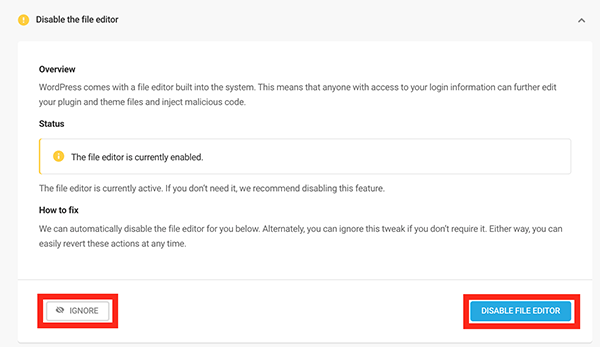 Disable the file editor
Overview
WordPress comes with a file editor built into the system. This means that anyone with access to your login information can further edit
your plugin and theme files and inject malicious code.
Status
The file editor is currently enabled.
The file editor is currently active. If you don't need it, we recommend disabling this feature.
How to fix
We can automatically disable the file editor for you below. Alternately, you can ignore this tweak if you don't require it. Either way, you can
easily revert these actions at any time.
IGNORE
DISABLE FILE EDITOR